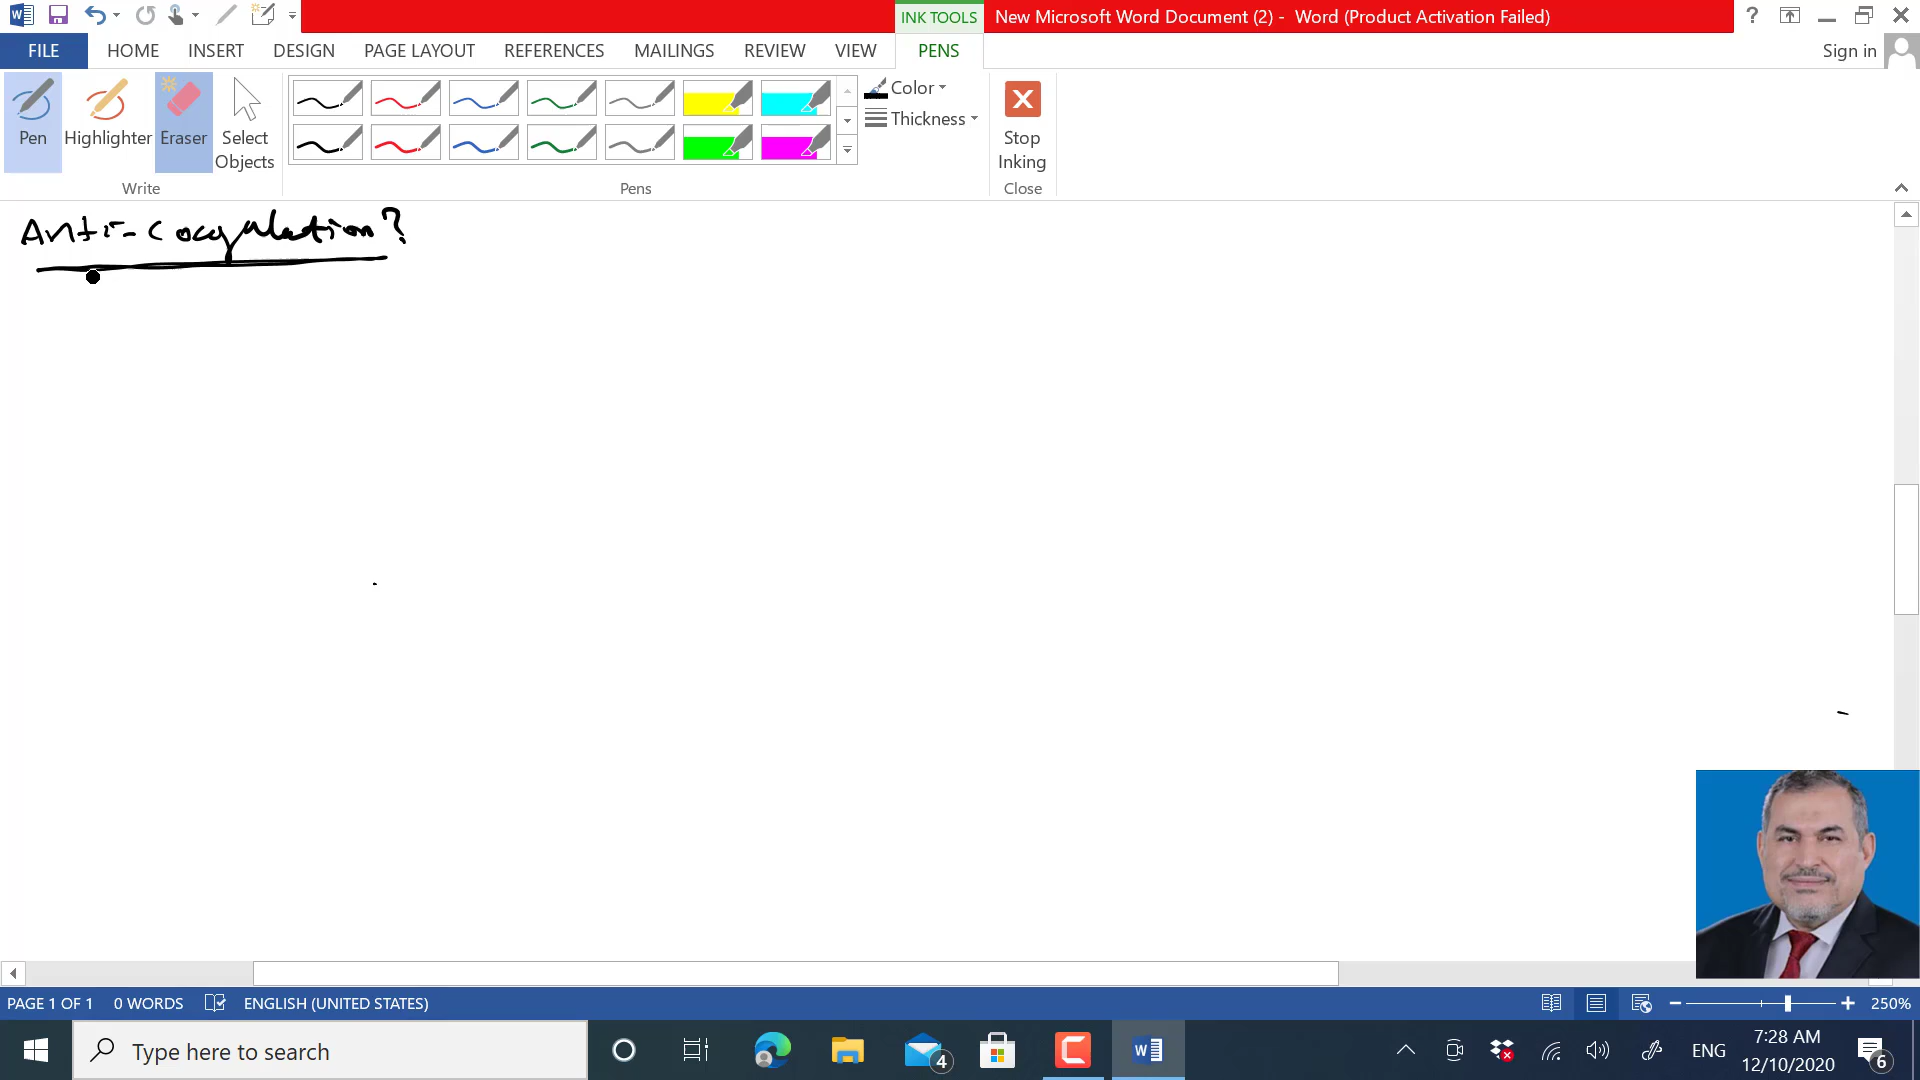 INK TOOLS
New Microsoft Word Document (2) - Word (Product Activation Failed)
?
FILE HOME INSERT DESIGN PAGE LAYOUT REFERENCES MAILINGS REVIEW VIEW PENS
Sign in
Pen Highlighter Eraser Select Objects
Color
Thickness
Stop Inking
Write Pens Close
Anti-Coagulation?
PAGE 1 OF 1 0 WORDS ENGLISH (UNITED STATES)
250%
Type here to search
4
ENG
7:28 AM
12/10/2020
6